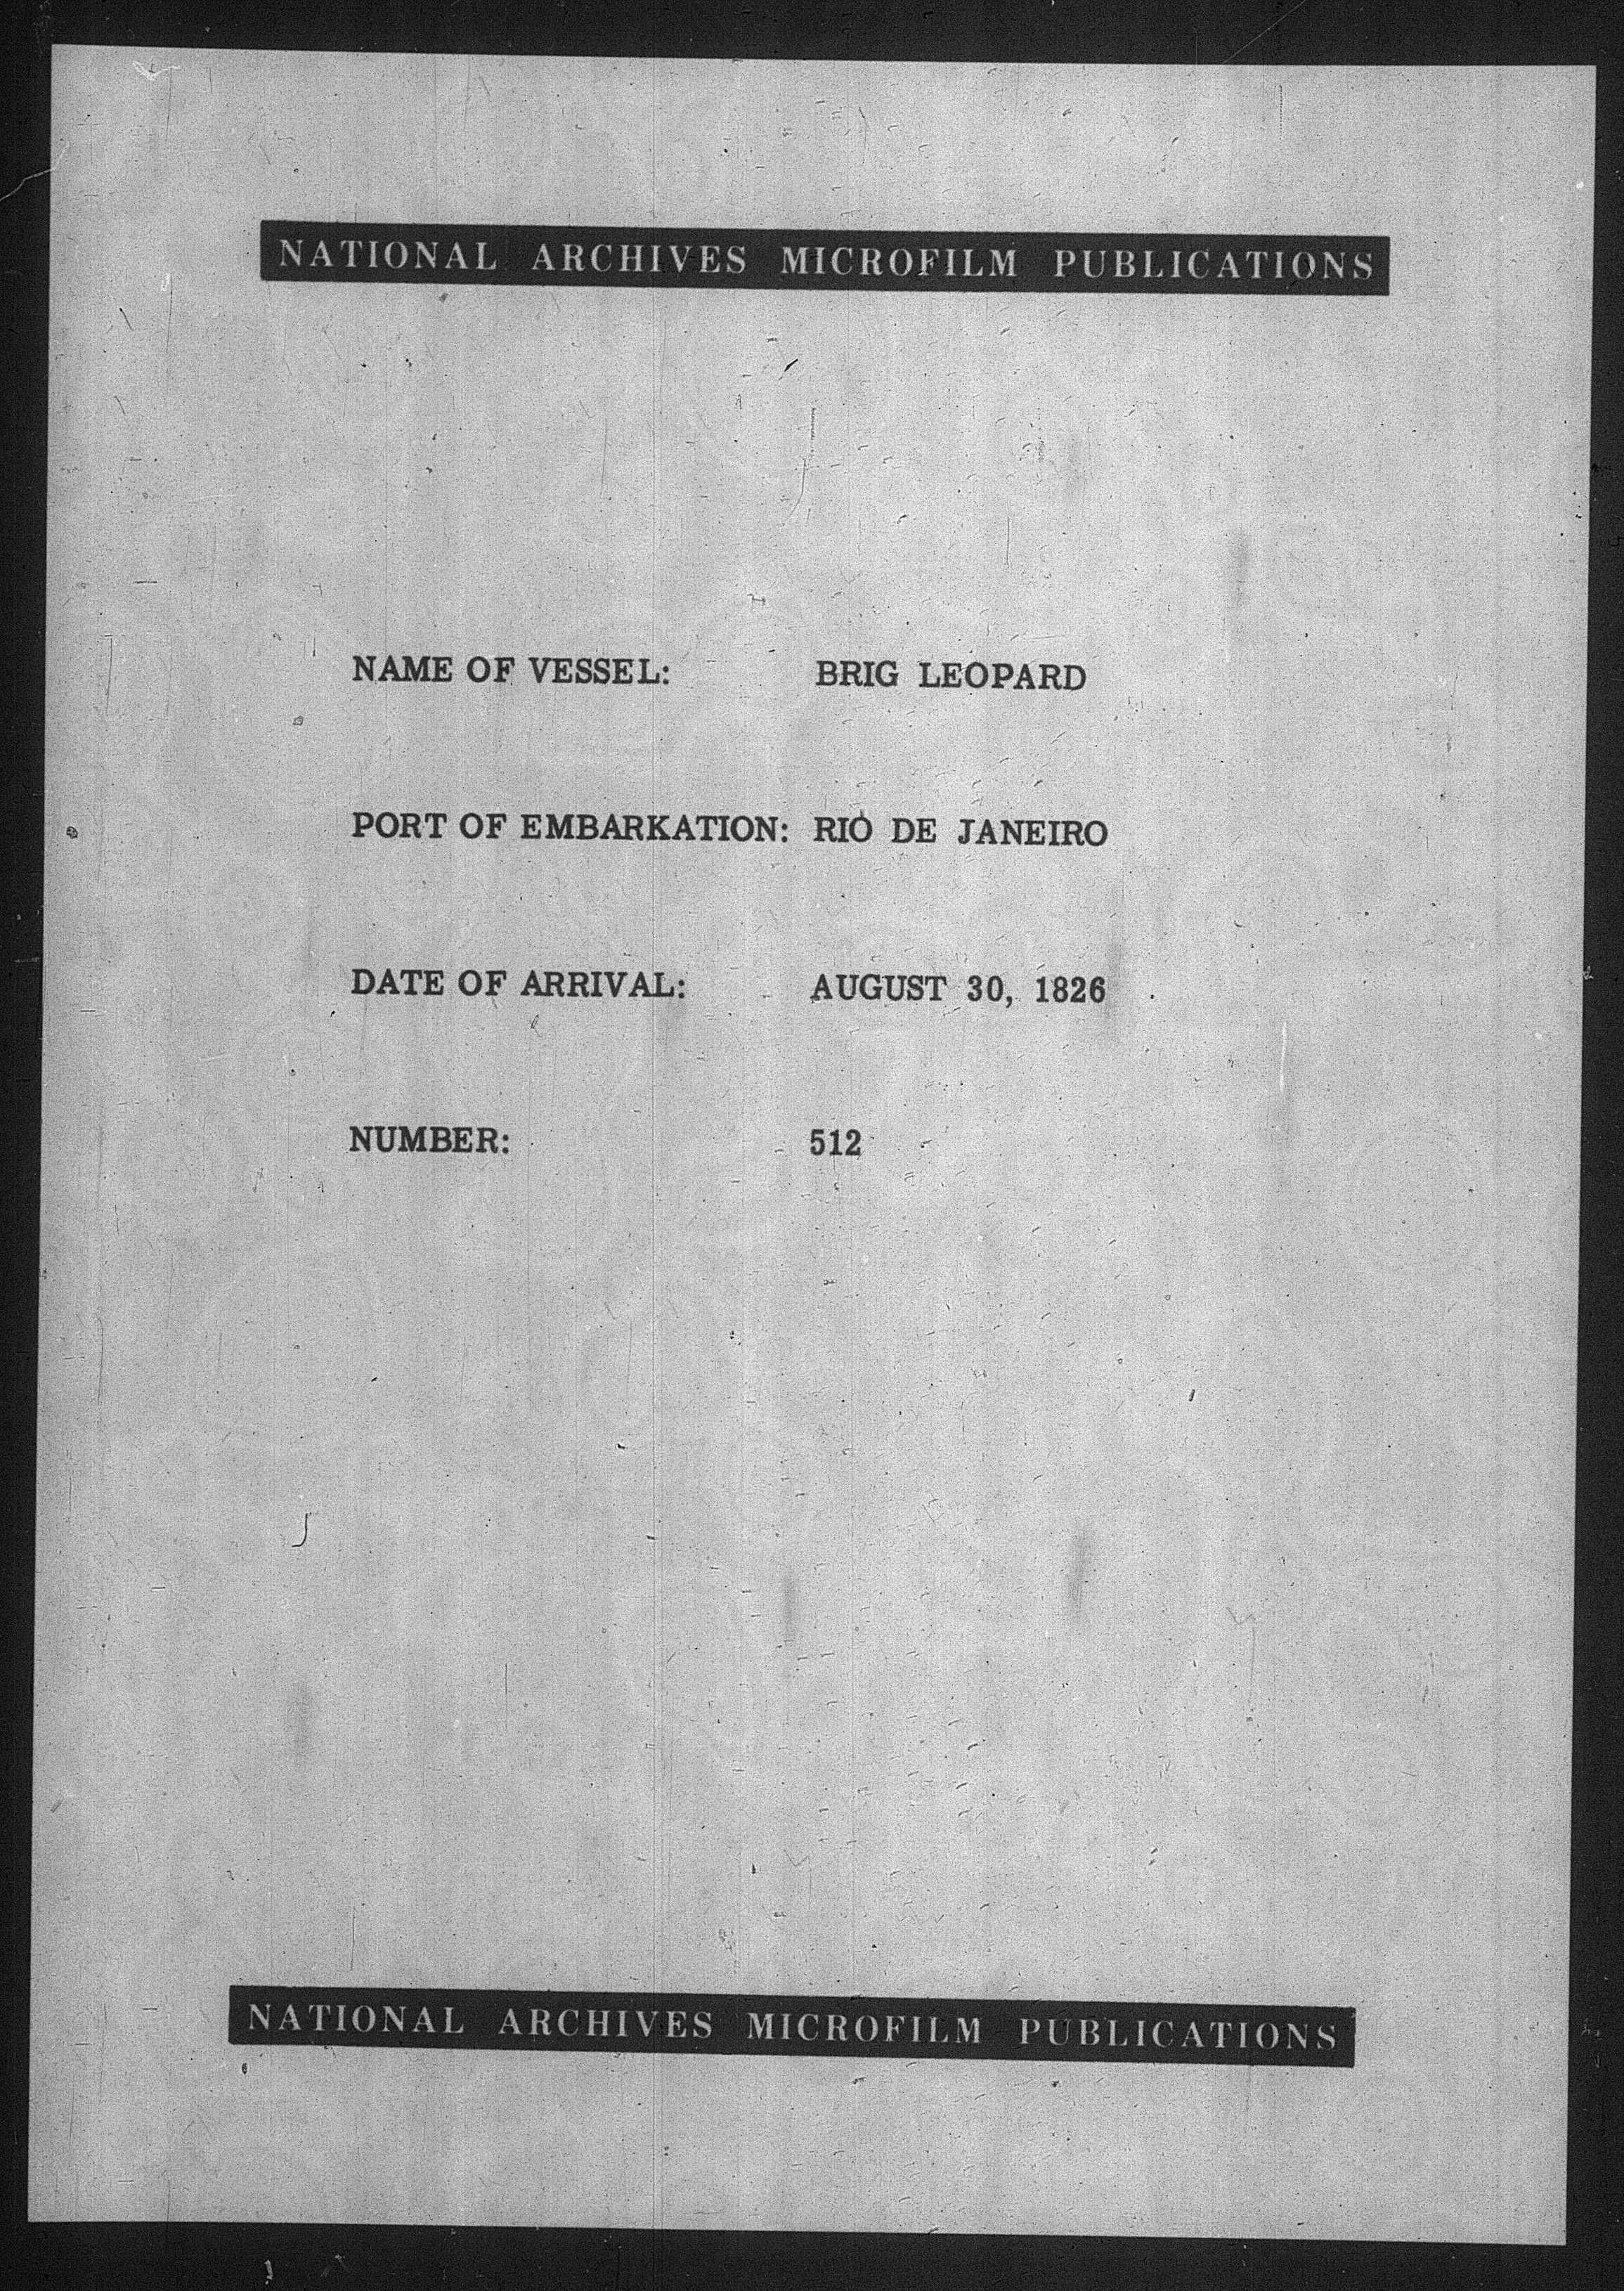 NATIONAL ARCHIVES MICROFILM PUBLICATIONS
NAME OF VESSEL: BRIG LEOPARD
PORT OF EMBARKATION: RIO DE JANEIRO
DATE OF ARRIVAL: AUGUST 30, 1826
NUMBER: 512
NATIONAL ARCHIVES MICROFILM PUBLICATIONS